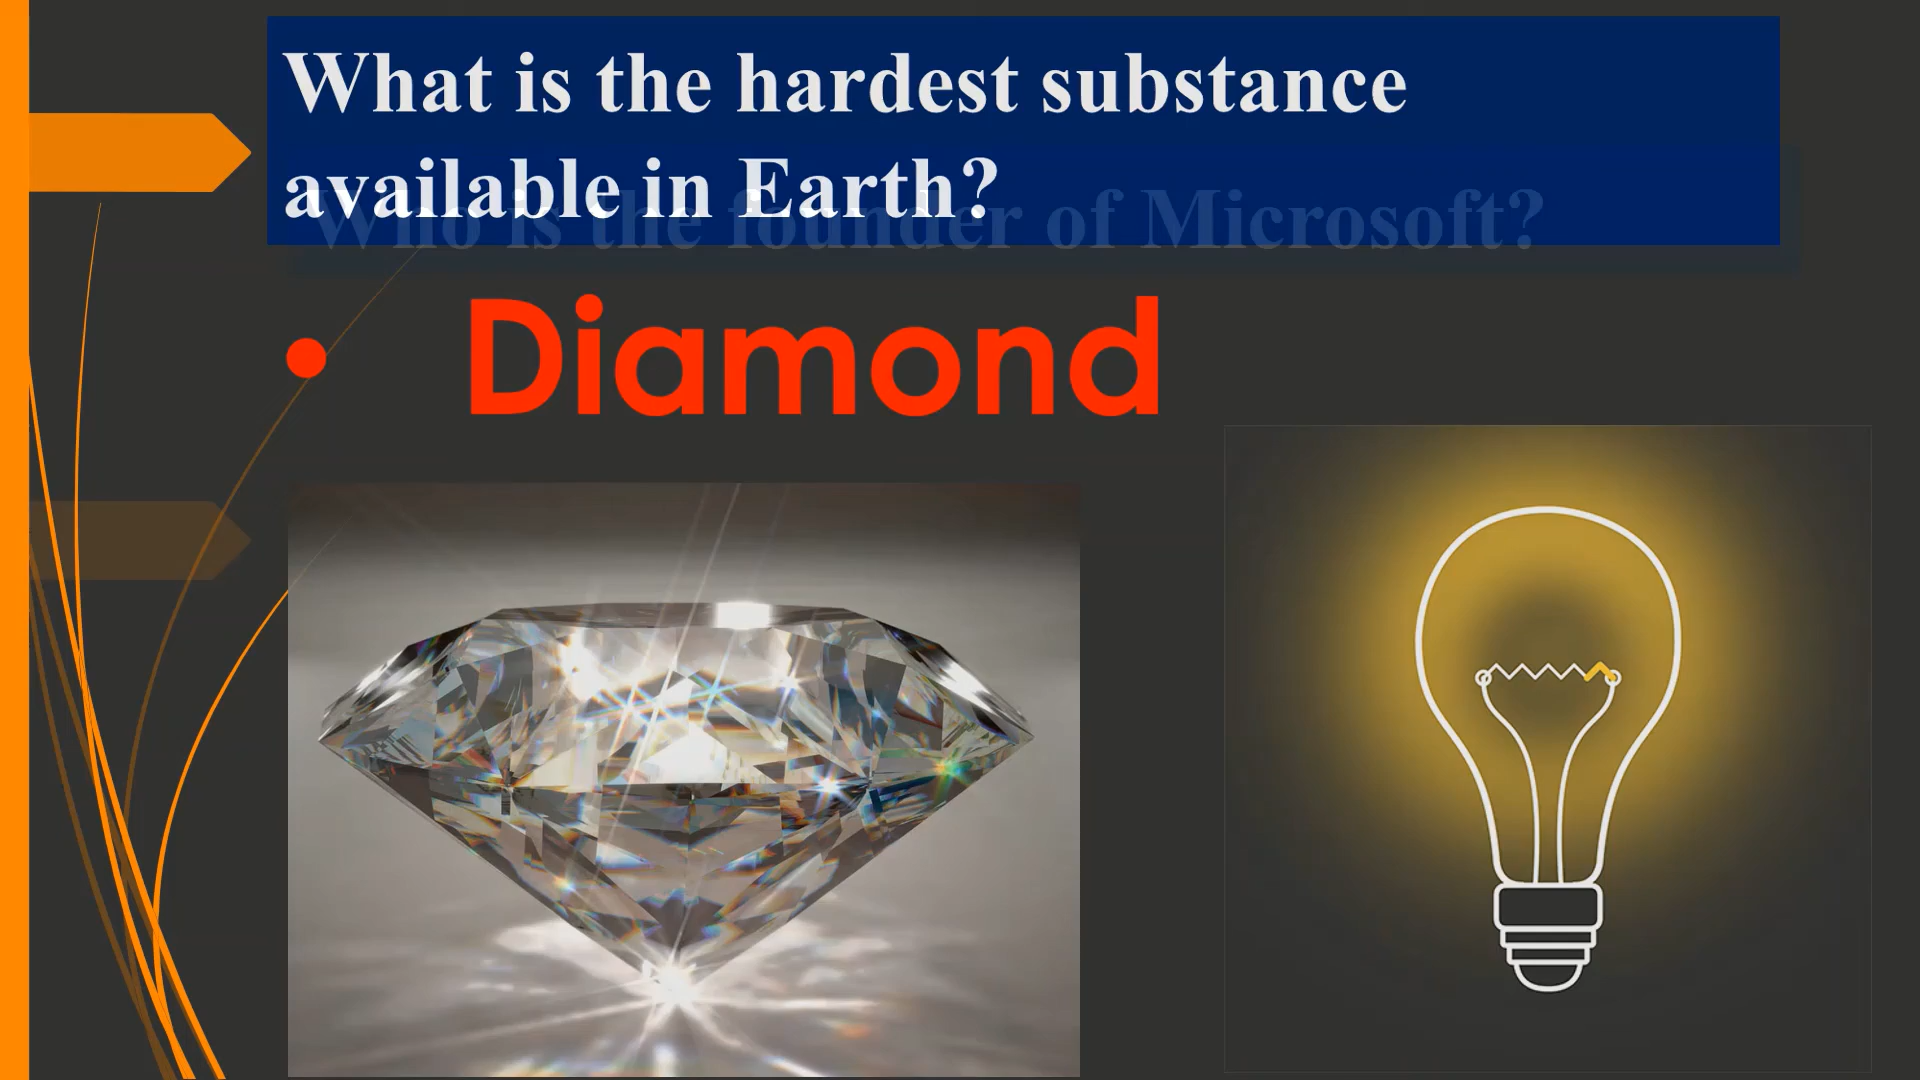 What is the hardest substance
available in Earth?
Who is the founder of Microsoft?
• Diamond